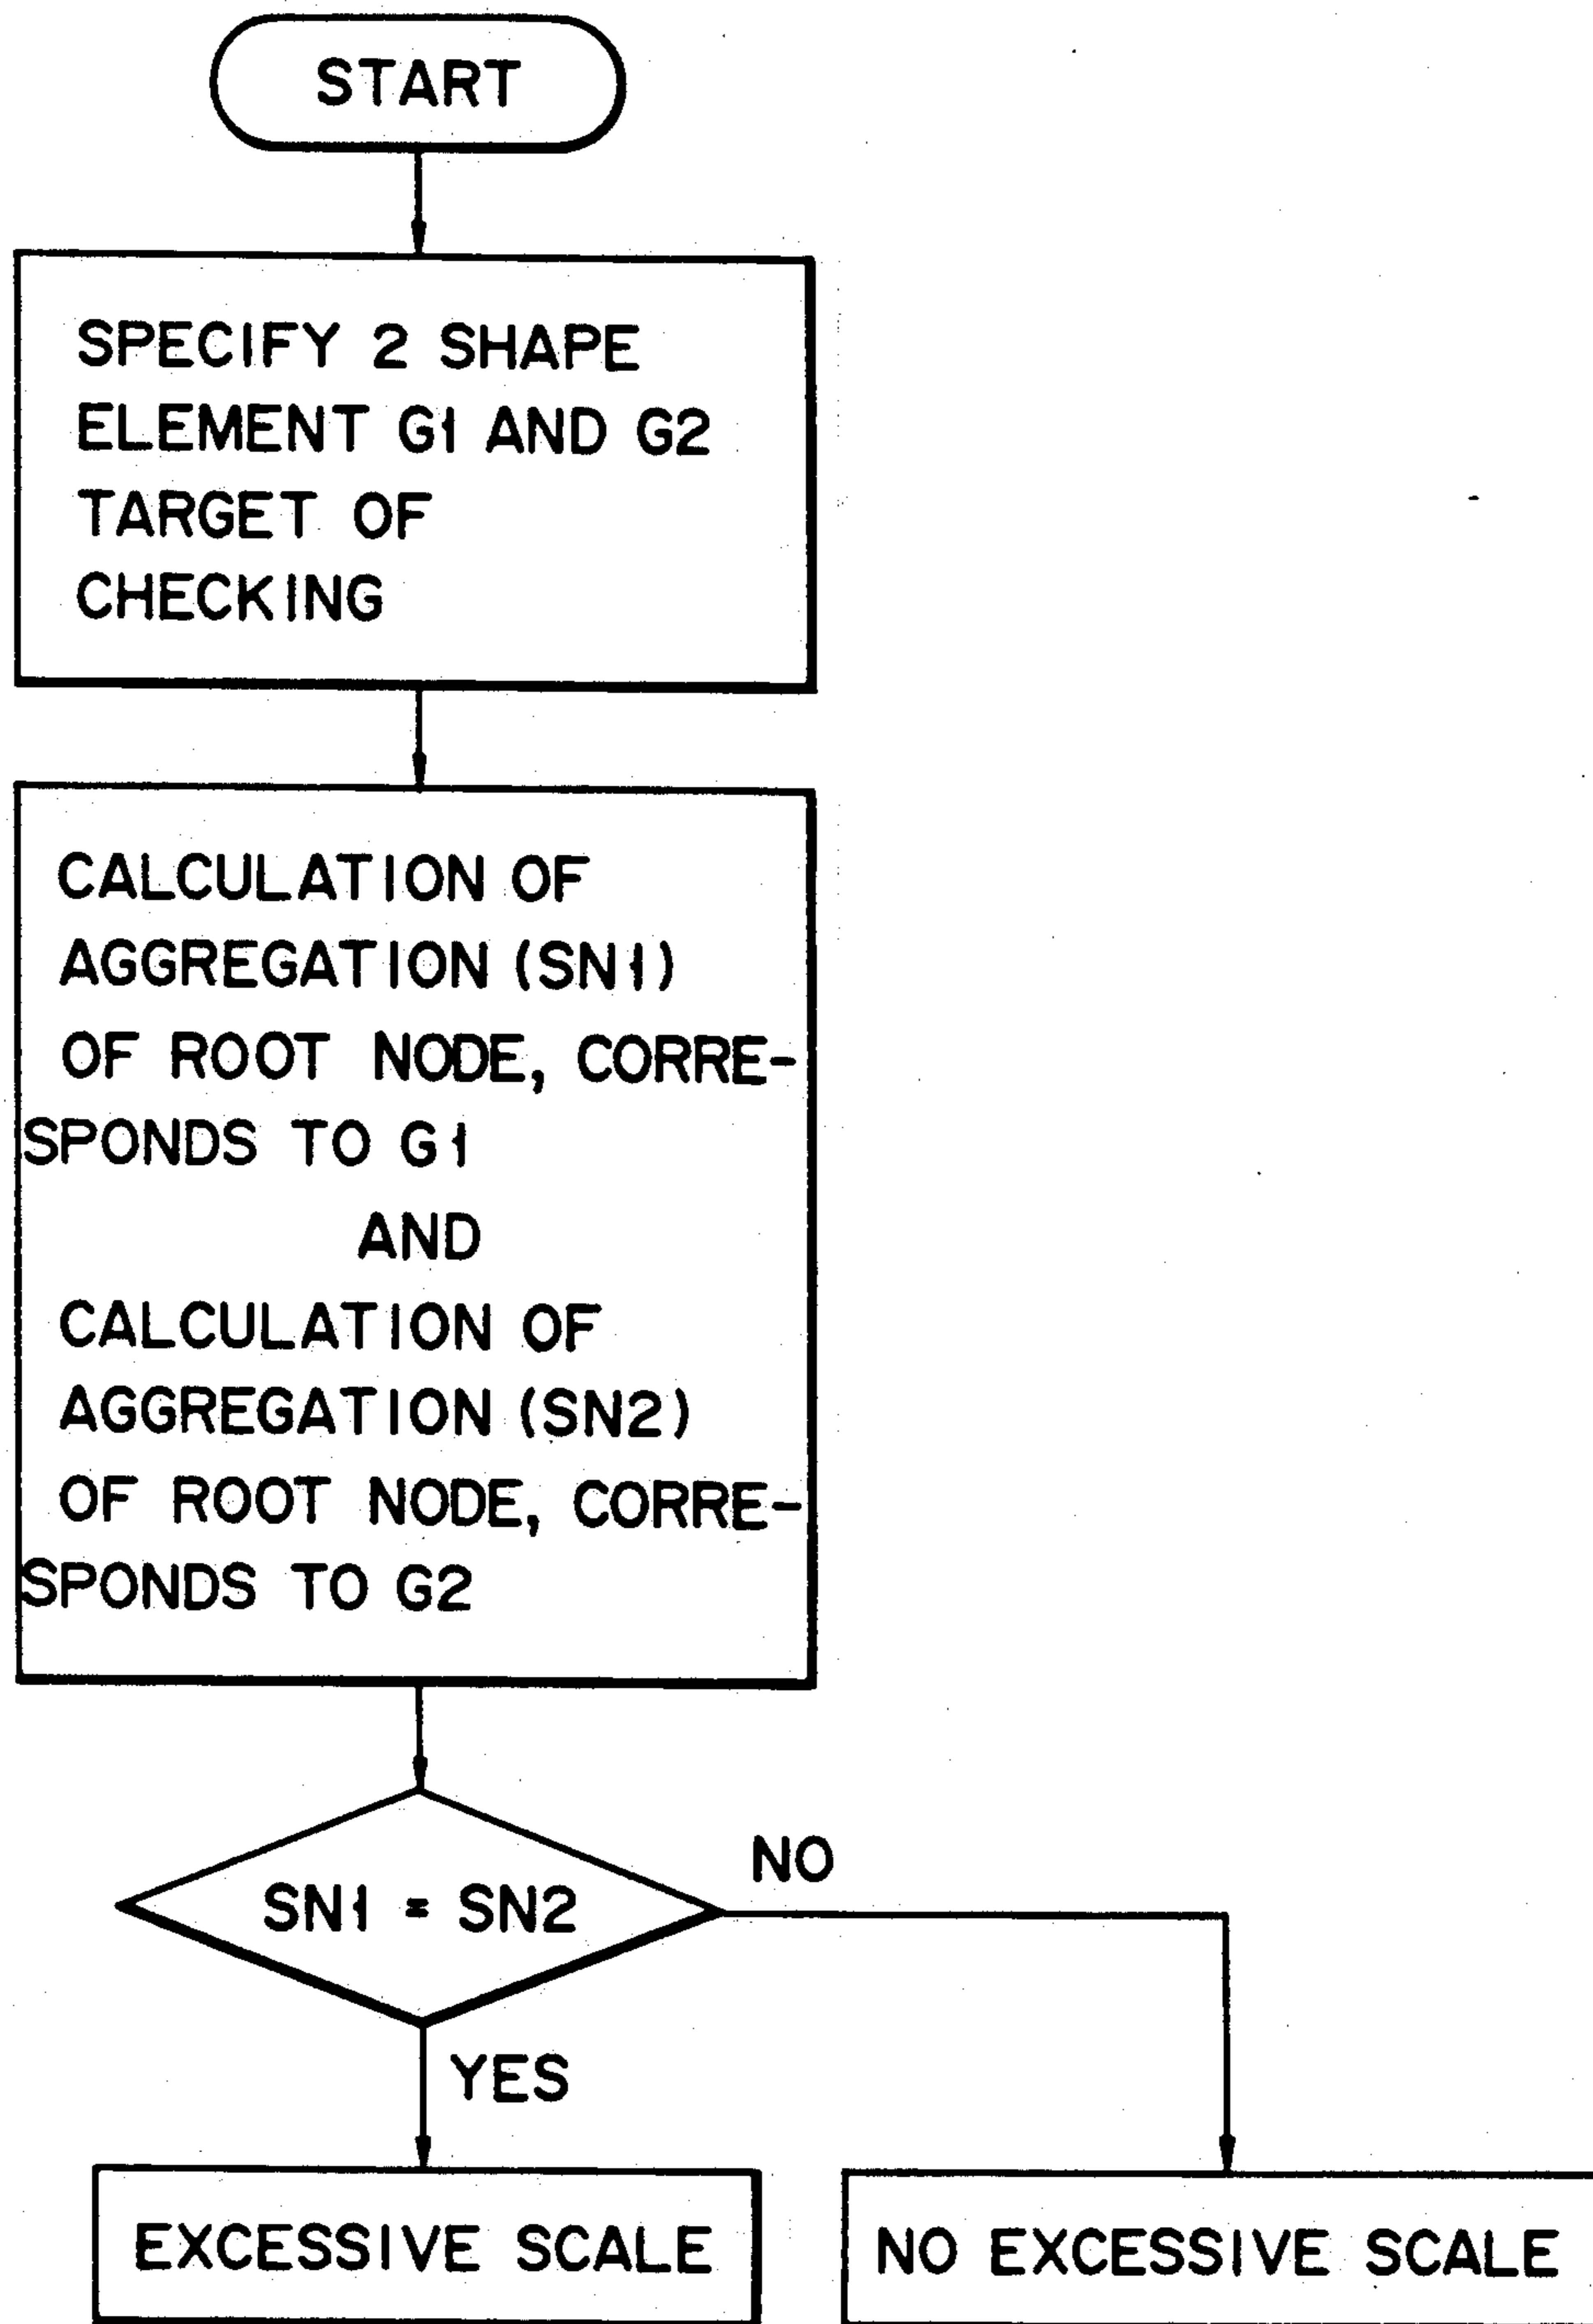 START
SPECIFY 2 SHAPE
ELEMENT G1 AND G2
TARGET OF
CHECKING
CALCULATION OF
AGGREGATION (SN1)
OF ROOT NODE, CORRE-
SPONDS TO G1
AND
CALCULATION OF
AGGREGATION (SN2)
OF ROOT NODE, CORRE-
SPONDS TO G2
SN1 = SN2
NO
YES
EXCESSIVE SCALE
NO EXCESSIVE SCALE